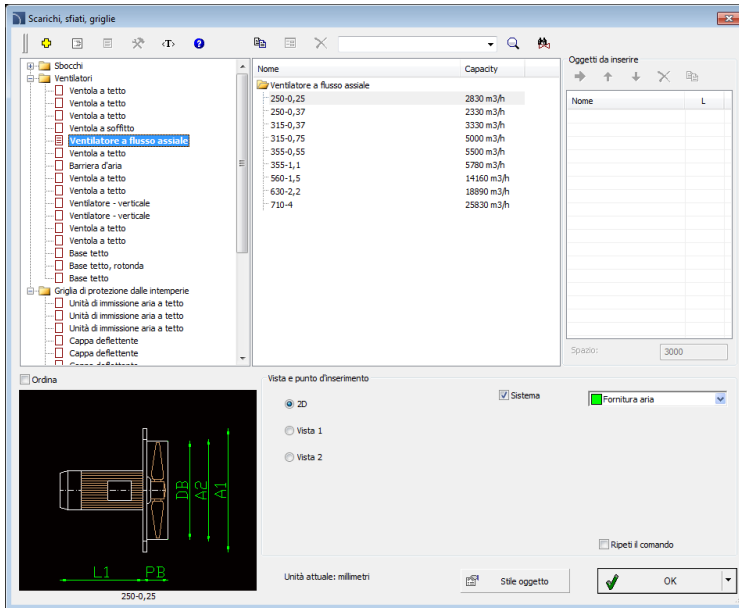 Scarichi, sfiati, griglie
<T>
Sbocchi
Ventilatori
Ventola a tetto
Ventola a tetto
Ventola a tetto
Ventola a soffitto
Ventilatore a flusso assiale
Ventola a tetto
Barriera d'aria
Ventola a tetto
Ventola a tetto
Ventilatore - verticale
Ventilatore - verticale
Ventola a tetto
Ventola a tetto
Base tetto
Base tetto, rotonda
Base tetto
Griglia di protezione dalle intemperie
Unità di immissione aria a tetto
Unità di immissione aria a tetto
Unità di immissione aria a tetto
Cappa deflettente
Cappa deflettente
Cappa deflettente
Nome Capacity
Ventilatore a flusso assiale
250-0,25 2830 m3/h
250-0,37 2330 m3/h
315-0,37 3330 m3/h
315-0,75 5000 m3/h
355-0,55 5500 m3/h
355-1,1 5780 m3/h
560-1,5 14160 m3/h
630-2,2 18890 m3/h
710-4 25830 m3/h
Oggetti da inserire
Nome L
Spazio: 3000
Ordina
DB
A2
A1
L1 PB
250-0,25
Vista e punto d'inserimento
2D
Vista 1
Vista 2
Sistema
Fornitura aria
Ripeti il comando
Unità attuale: millimetri
Stile oggetto
OK